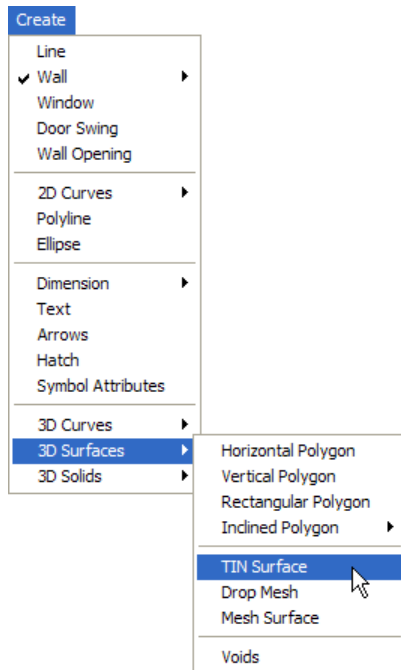 Create
Line
Wall
Window
Door Swing
Wall Opening
2D Curves
Polyline
Ellipse
Dimension
Text
Arrows
Hatch
Symbol Attributes
3D Curves
3D Surfaces
3D Solids
Horizontal Polygon
Vertical Polygon
Rectangular Polygon
Inclined Polygon
TIN Surface
Drop Mesh
Mesh Surface
Voids